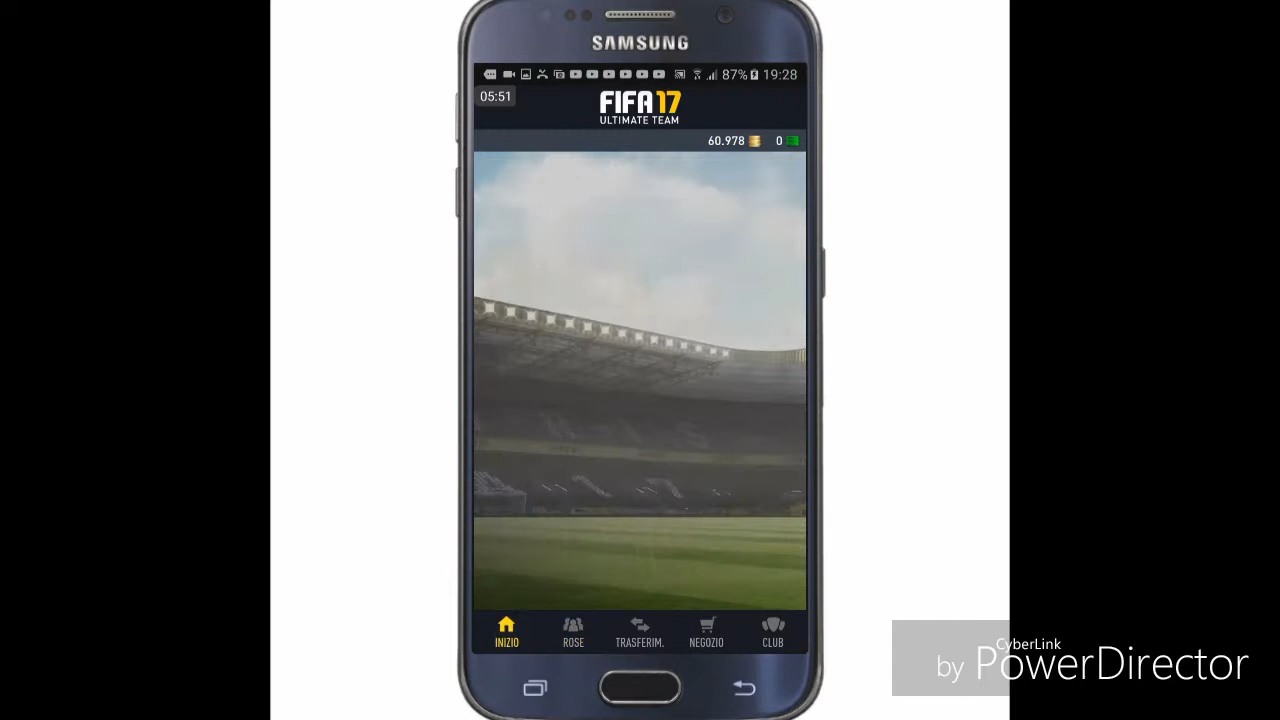 SAMSUNG
87% 19:28
05:51
FIFA 17
ULTIMATE TEAM
60.978 0
INIZIO ROSE TRASFERIM. NEGOZIO CLUB
CyberLink
by PowerDirector